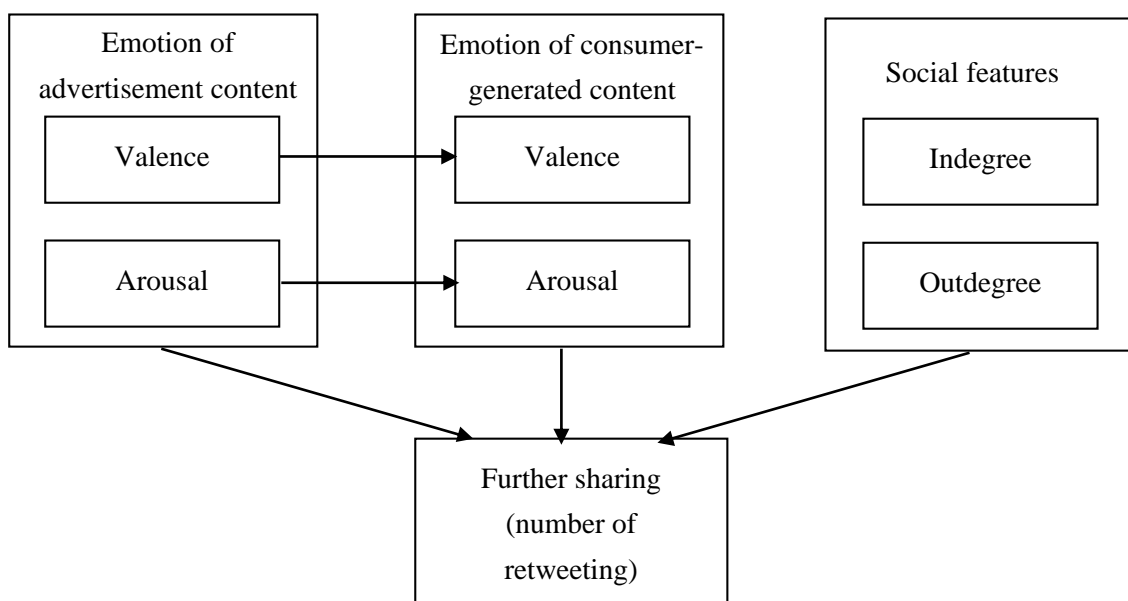 Emotion of
advertisement content
Valence
Arousal
Emotion of consumer-
generated content
Valence
Arousal
Social features
Indegree
Outdegree
Further sharing
(number of
retweeting)